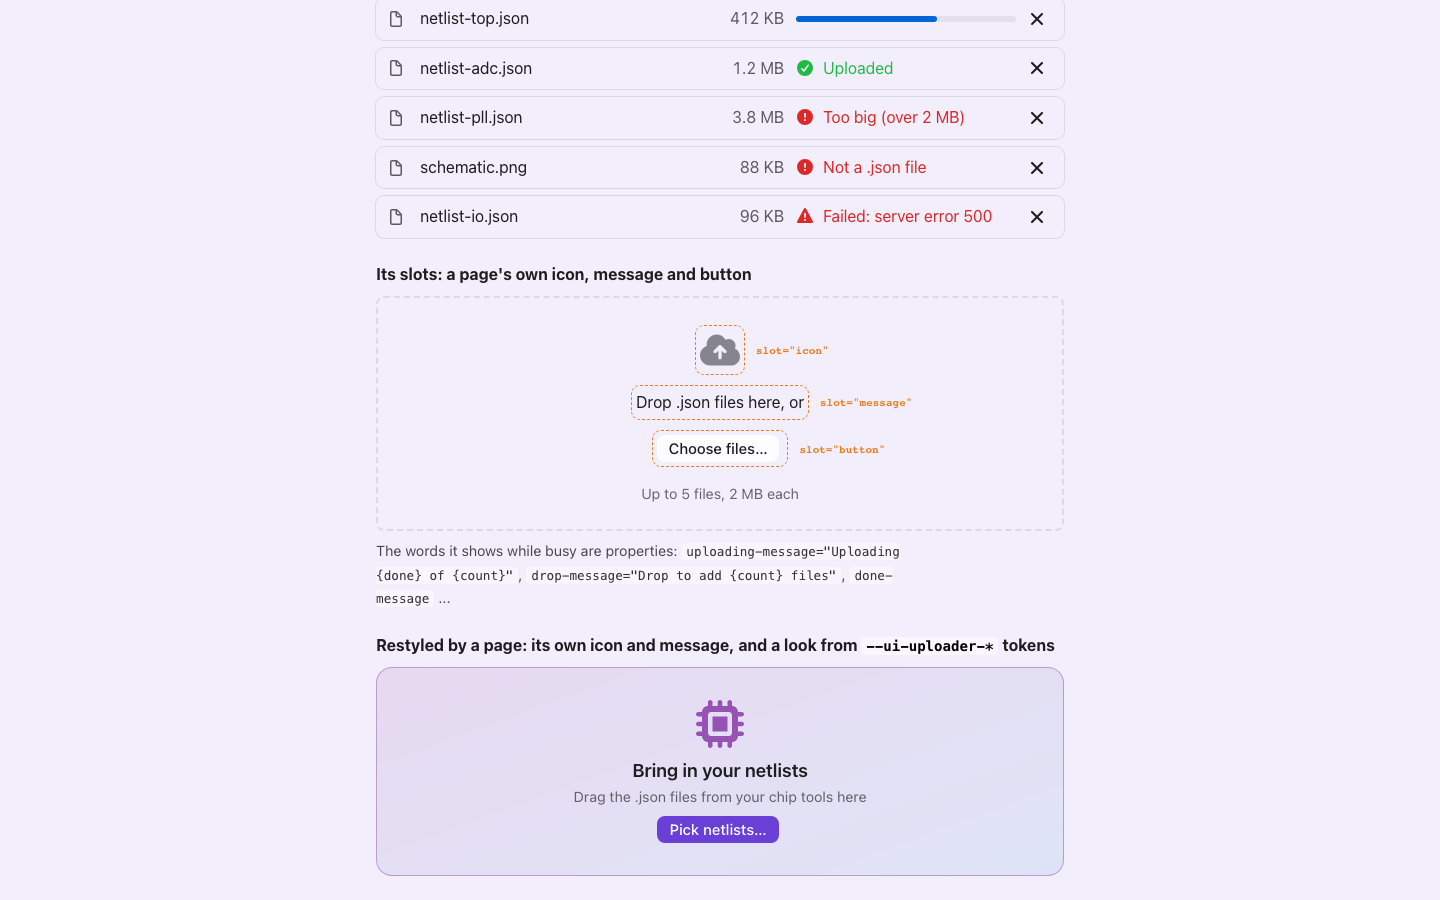 netlist-top.json 412 KB
netlist-adc.json 1.2 MB Uploaded
netlist-pll.json 3.8 MB Too big (over 2 MB)
schematic.png 88 KB Not a .json file
netlist-io.json 96 KB Failed: server error 500
Its slots: a page's own icon, message and button
slot="icon"
Drop .json files here, or slot="message"
Choose files... slot="button"
Up to 5 files, 2 MB each
The words it shows while busy are properties: uploading-message="Uploading
{done} of {count}", drop-message="Drop to add {count} files", done-
message ...
Restyled by a page: its own icon and message, and a look from --ui-uploader-* tokens
Bring in your netlists
Drag the .json files from your chip tools here
Pick netlists...